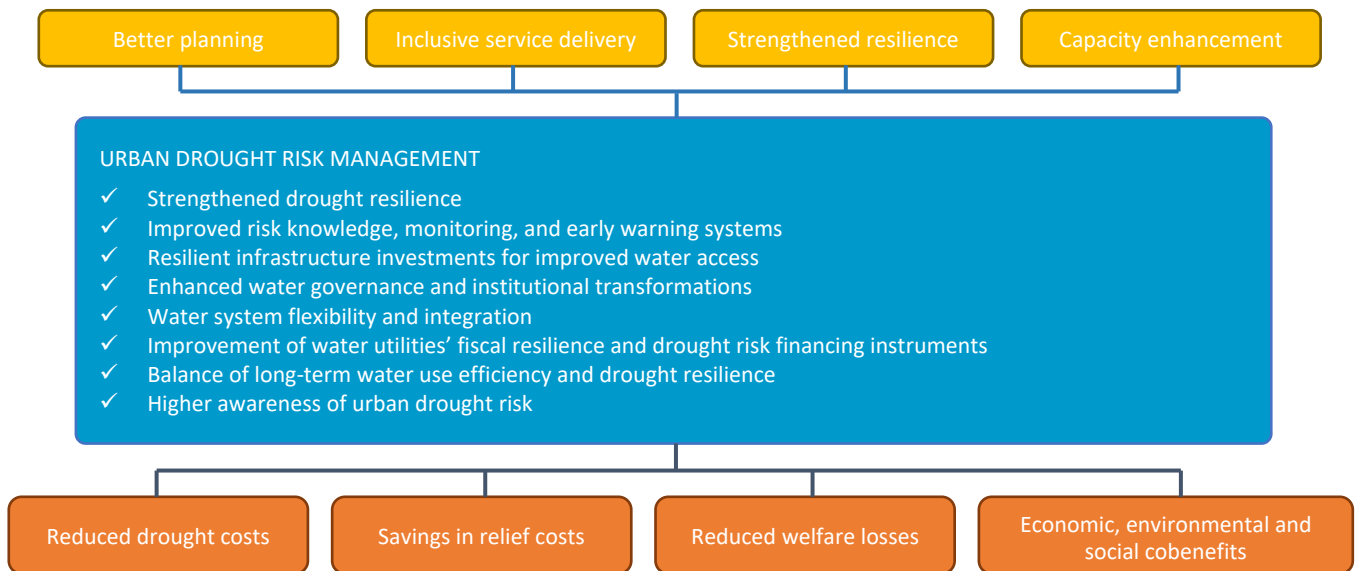 Better planning
Inclusive service delivery
Strengthened resilience
Capacity enhancement
URBAN DROUGHT RISK MANAGEMENT
✓ Strengthened drought resilience
✓ Improved risk knowledge, monitoring, and early warning systems
✓ Resilient infrastructure investments for improved water access
✓ Enhanced water governance and institutional transformations
✓ Water system flexibility and integration
✓ Improvement of water utilities’ fiscal resilience and drought risk financing instruments
✓ Balance of long-term water use efficiency and drought resilience
✓ Higher awareness of urban drought risk
Reduced drought costs
Savings in relief costs
Reduced welfare losses
Economic, environmental and
social cobenefits